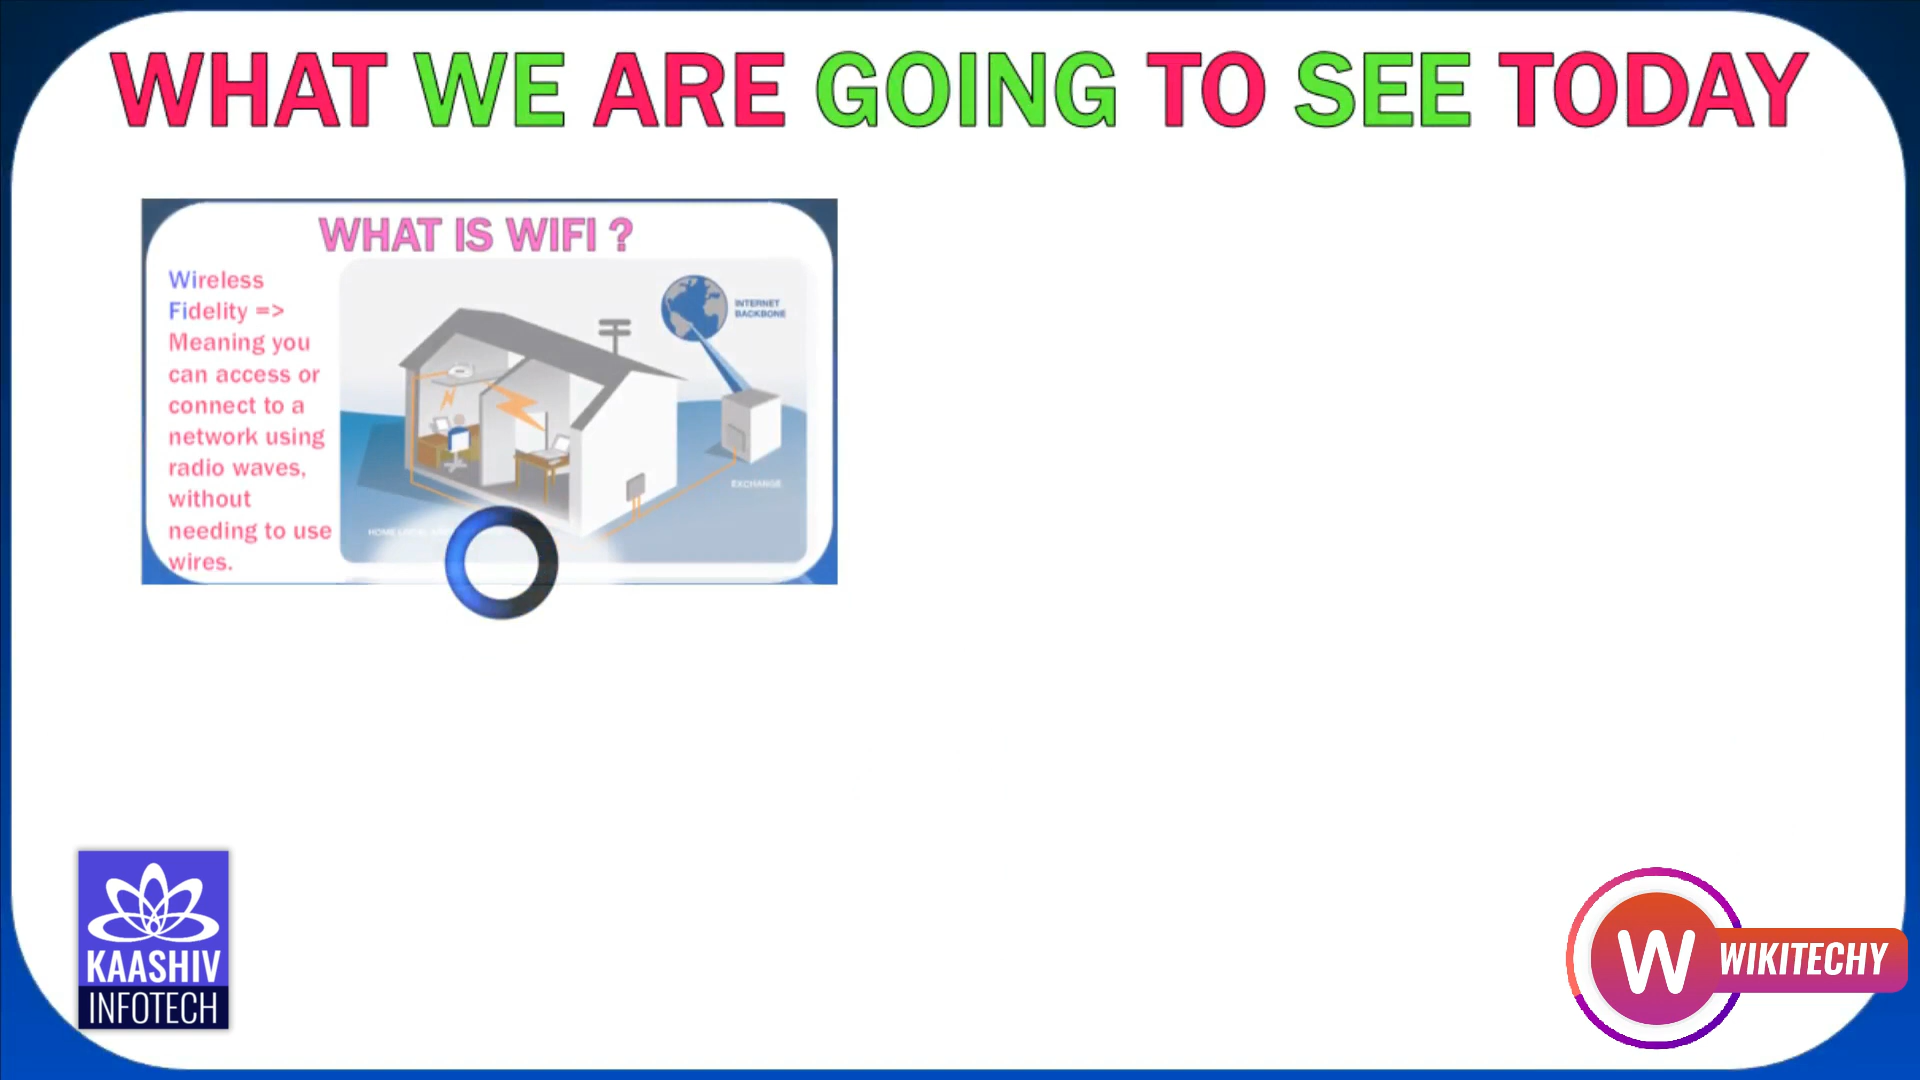 WHAT WE ARE GOING TO SEE TODAY
WHAT IS WIFI ?
Wireless
Fidelity =>
Meaning you
can access or
connect to a
network using
radio waves,
without
needing to use
wires.
INTERNET
BACKBONE
EXCHANGE
HOME
KAASHIV
INFOTECH
W
WIKITECHY